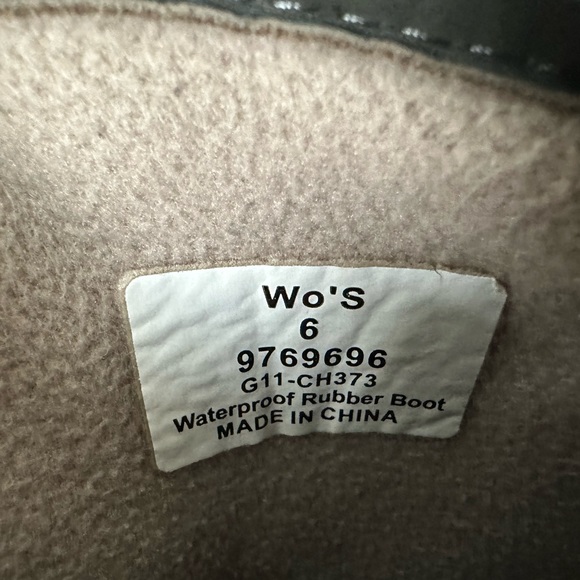 Wo'S
6
9769696
G11-CH373
Waterproof Rubber Boot
MADE IN CHINA